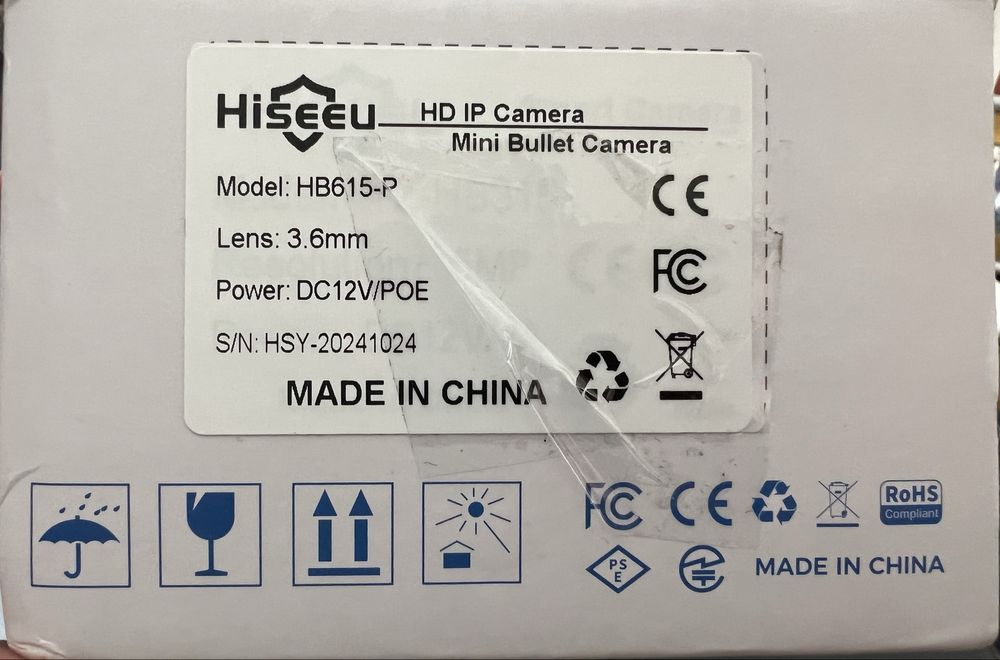 Hiseeu
HD IP Camera
Mini Bullet Camera
Model: HB615-P
Lens: 3.6mm
Power: DC12V/POE
S/N: HSY-20241024
MADE IN CHINA
CE
FC
FC CE
RoHS
Compliant
PS
E
MADE IN CHINA